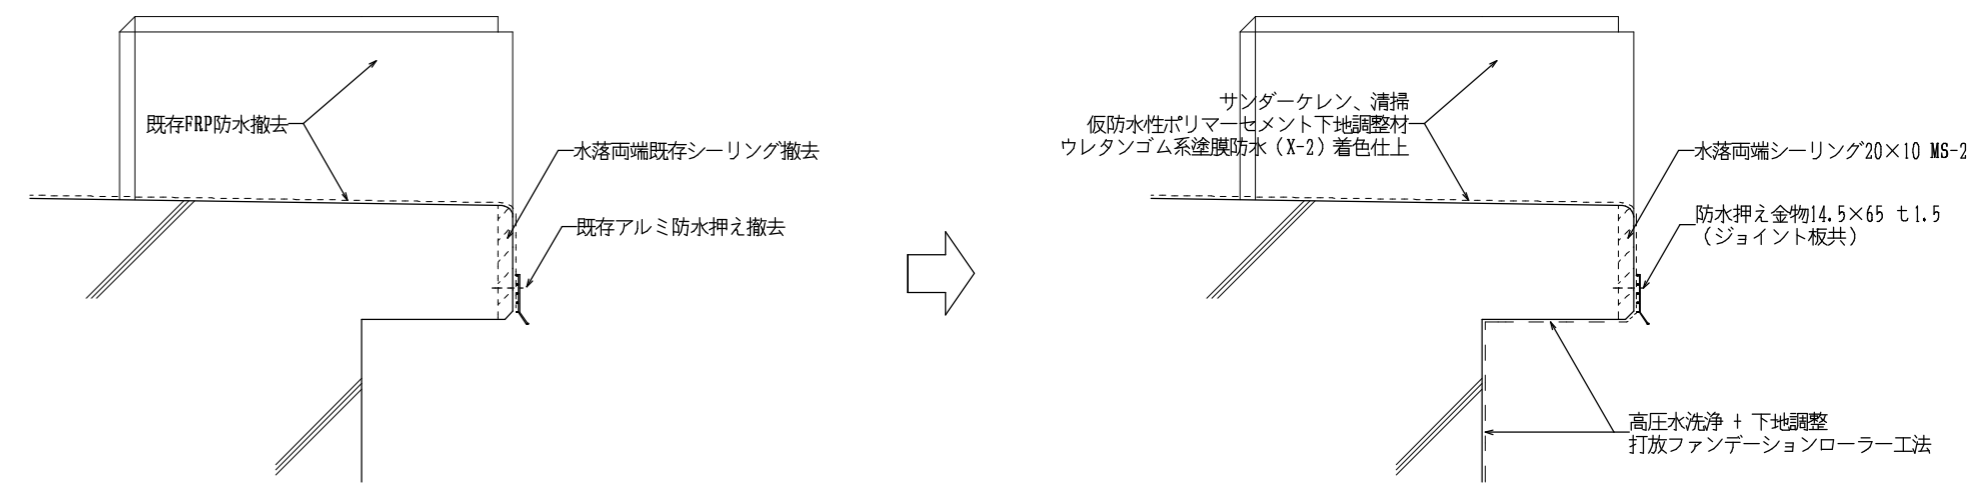 既存FRP防水撤去
水落両端既存シーリング撤去
既存アルミ防水押え撤去
サンダーケレン、清掃
仮防水性ポリマーセメント下地調整材
ウレタンゴム系塗膜防水（X-2）着色仕上
水落両端シーリング20×10 MS-2
防水押え金物14.5×65 t1.5
（ジョイント板共）
高圧水洗浄 + 下地調整
打放ファンデーションローラー工法